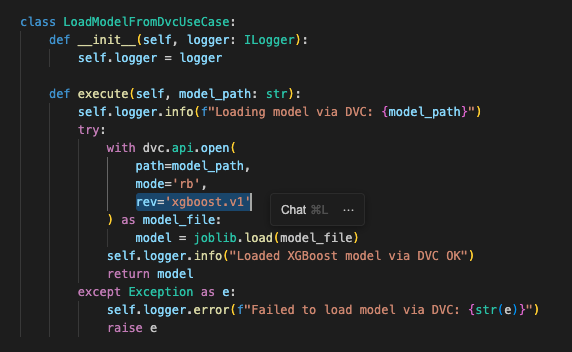 class LoadModelFromDvcUseCase:
    def __init__(self, logger: ILogger):
        self.logger = logger

    def execute(self, model_path: str):
        self.logger.info(f"Loading model via DVC: {model_path}")
        try:
            with dvc.api.open(
                path=model_path,
                mode='rb',
                rev='xgboost.v1'
Chat ⌘L ···
            ) as model_file:
                model = joblib.load(model_file)
            self.logger.info("Loaded XGBoost model via DVC OK")
            return model
        except Exception as e:
            self.logger.error(f"Failed to load model via DVC: {str(e)}")
            raise e